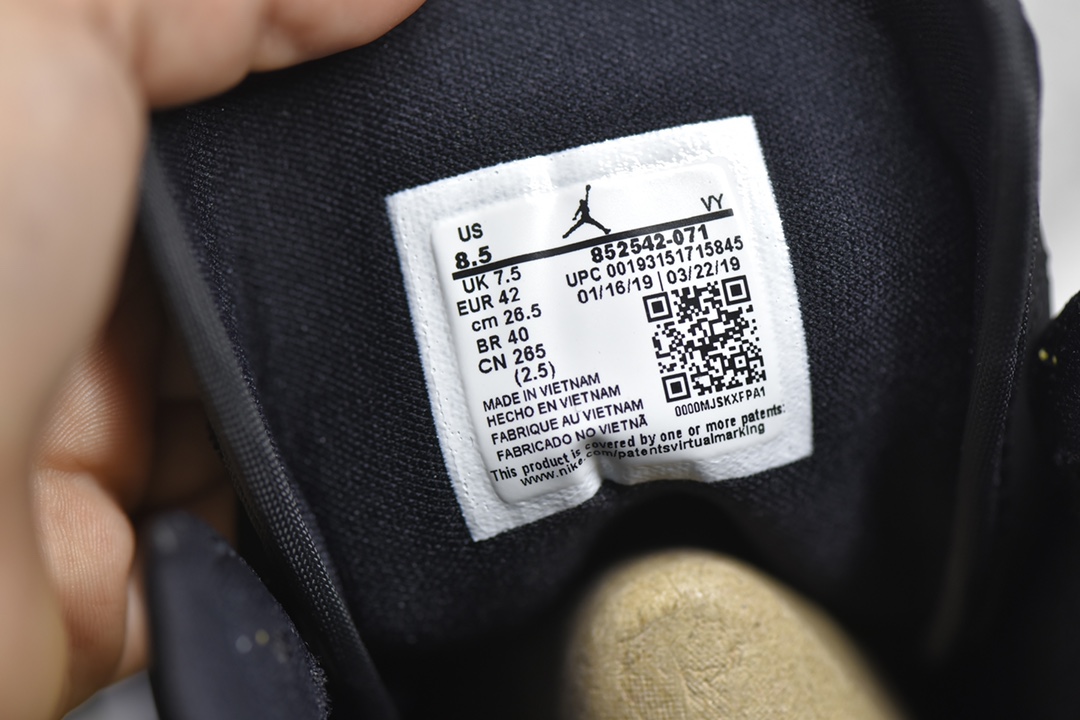 US VY
8.5 852542-071
UK 7.5 UPC 00193151715845
EUR 42 01/16/19 | 03/22/19
cm 26.5
BR 40
CN 265
(2.5)
0000MJSKXFPA1
MADE IN VIETNAM
HECHO EN VIETNAM
FABRIQUE AU VIETNAM
FABRICADO NO VIETNÃ
This product is covered by one or more patents:
www.nike.com/patentsvirtualmarking